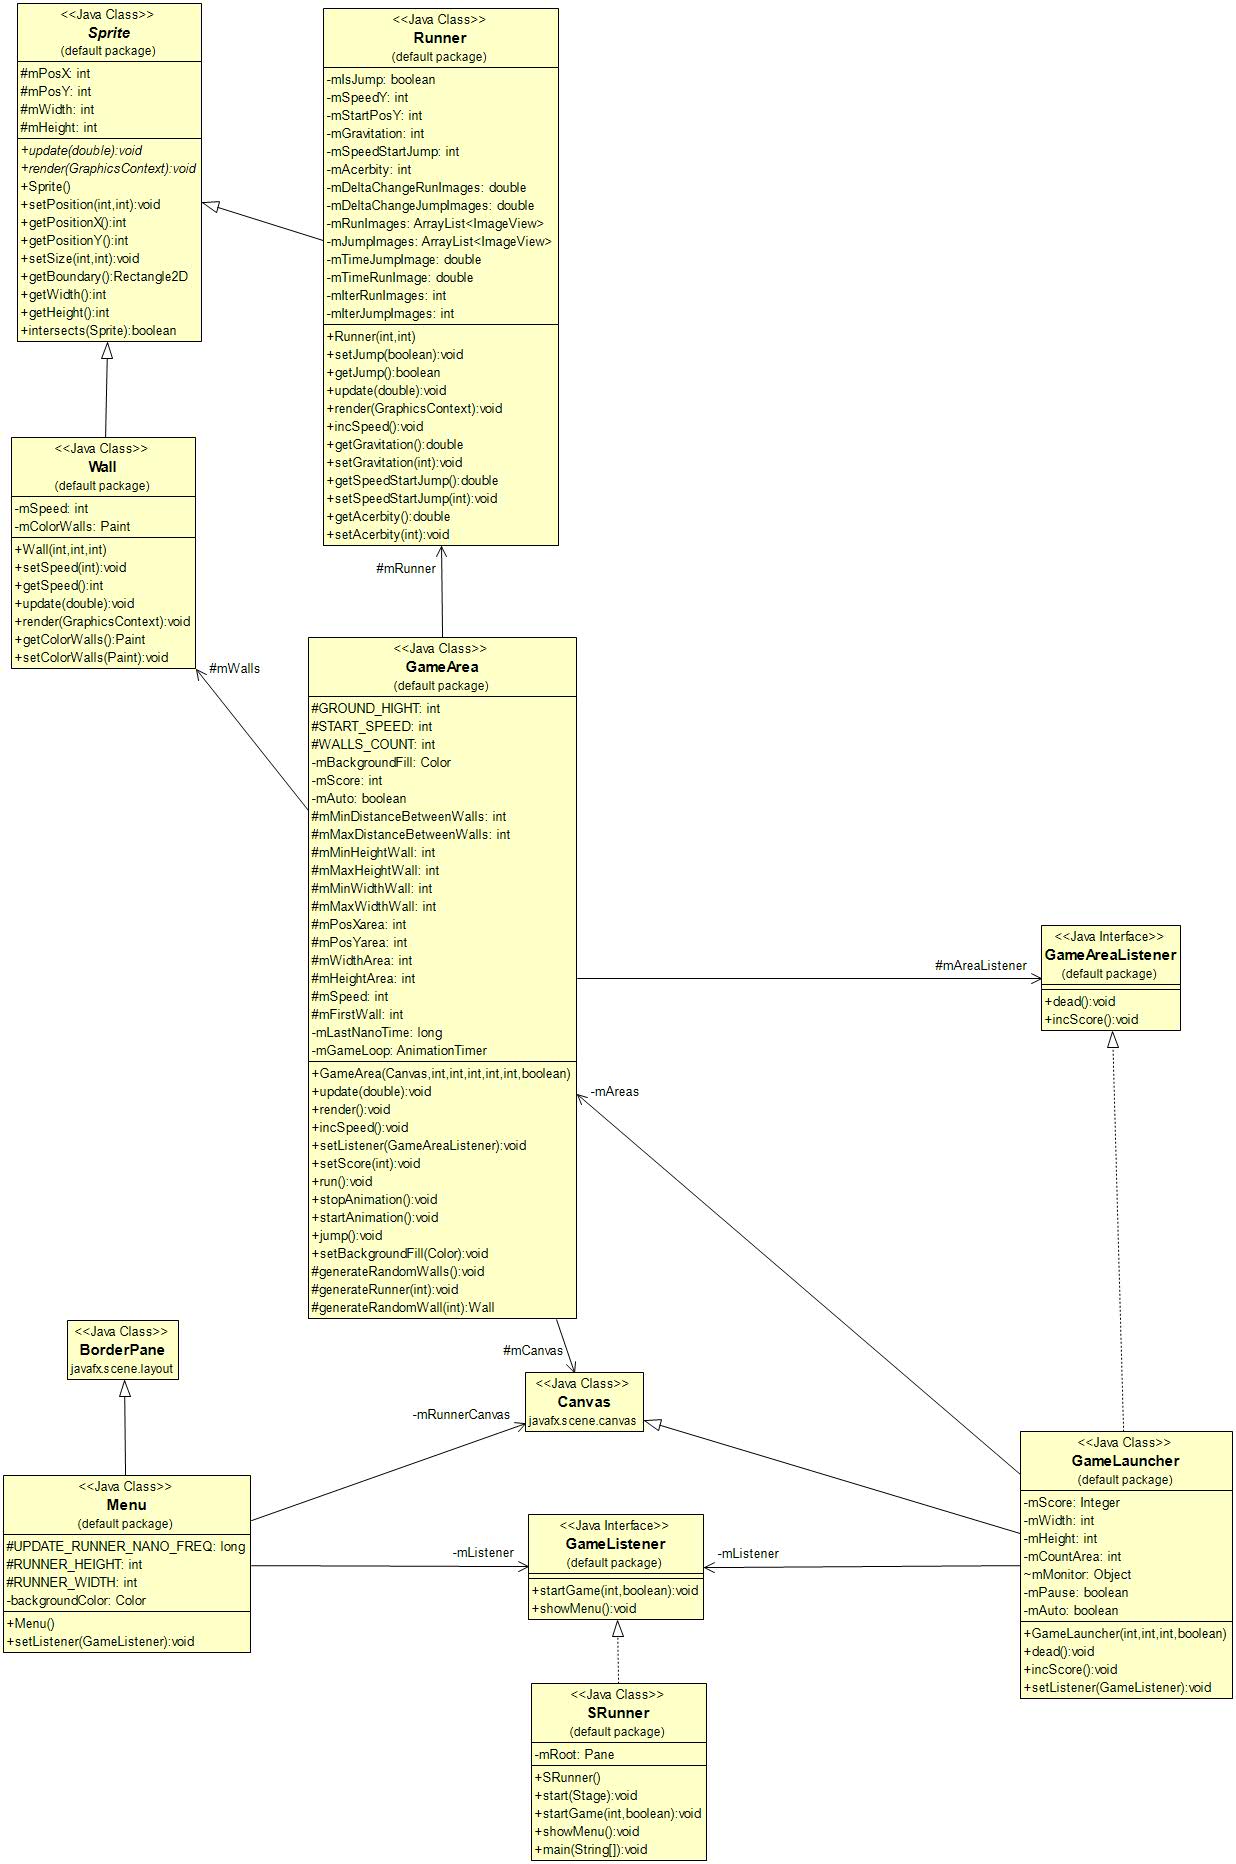 <<Java Class>>
Sprite
(default package)
#mPosX: int
#mPosY: int
#mWidth: int
#mHeight: int
+update(double):void
+render(GraphicsContext):void
+Sprite()
+setPosition(int,int):void
+getPositionX():int
+getPositionY():int
+setSize(int,int):void
+getBoundary():Rectangle2D
+getWidth():int
+getHeight():int
+intersects(Sprite):boolean
<<Java Class>>
Runner
(default package)
-mIsJump: boolean
-mSpeedY: int
-mStartPosY: int
-mGravitation: int
-mSpeedStartJump: int
-mAcerbity: int
-mDeltaChangeRunImages: double
-mDeltaChangeJumpImages: double
-mRunImages: ArrayList<ImageView>
-mJumpImages: ArrayList<ImageView>
-mTimeJumpImage: double
-mTimeRunImage: double
-mIterRunImages: int
-mIterJumpImages: int
+Runner(int,int)
+setJump(boolean):void
+getJump():boolean
+update(double):void
+render(GraphicsContext):void
+incSpeed():void
+getGravitation():double
+setGravitation(int):void
+getSpeedStartJump():double
+setSpeedStartJump(int):void
+getAcerbity():double
+setAcerbity(int):void
<<Java Class>>
Wall
(default package)
-mSpeed: int
-mColorWalls: Paint
+Wall(int,int,int)
+setSpeed(int):void
+getSpeed():int
+update(double):void
+render(GraphicsContext):void
+getColorWalls():Paint
+setColorWalls(Paint):void
#mRunner
#mWalls
<<Java Class>>
GameArea
(default package)
#GROUND_HIGHT: int
#START_SPEED: int
#WALLS_COUNT: int
-mBackgroundFill: Color
-mScore: int
-mAuto: boolean
#mMinDistanceBetweenWalls: int
#mMaxDistanceBetweenWalls: int
#mMinHeightWall: int
#mMaxHeightWall: int
#mMinWidthWall: int
#mMaxWidthWall: int
#mPosXarea: int
#mPosYarea: int
#mWidthArea: int
#mHeightArea: int
#mSpeed: int
#mFirstWall: int
-mLastNanoTime: long
-mGameLoop: AnimationTimer
+GameArea(Canvas,int,int,int,int,int,boolean)
+update(double):void
+render():void
+incSpeed():void
+setListener(GameAreaListener):void
+setScore(int):void
+run():void
+stopAnimation():void
+startAnimation():void
+jump():void
+setBackgroundFill(Color):void
#generateRandomWalls():void
#generateRunner(int):void
#generateRandomWall(int):Wall
#mAreaListener
<<Java Interface>>
GameAreaListener
(default package)
+dead():void
+incScore():void
-mAreas
#mCanvas
<<Java Class>>
BorderPane
javafx.scene.layout
<<Java Class>>
Canvas
javafx.scene.canvas
-mRunnerCanvas
<<Java Class>>
GameLauncher
(default package)
-mScore: Integer
-mWidth: int
-mHeight: int
-mCountArea: int
~mMonitor: Object
-mPause: boolean
-mAuto: boolean
+GameLauncher(int,int,int,boolean)
+dead():void
+incScore():void
+setListener(GameListener):void
<<Java Class>>
Menu
(default package)
#UPDATE_RUNNER_NANO_FREQ: long
#RUNNER_HEIGHT: int
#RUNNER_WIDTH: int
-backgroundColor: Color
+Menu()
+setListener(GameListener):void
-mListener
<<Java Interface>>
GameListener
(default package)
+startGame(int,boolean):void
+showMenu():void
-mListener
<<Java Class>>
SRunner
(default package)
-mRoot: Pane
+SRunner()
+start(Stage):void
+startGame(int,boolean):void
+showMenu():void
+main(String[]):void